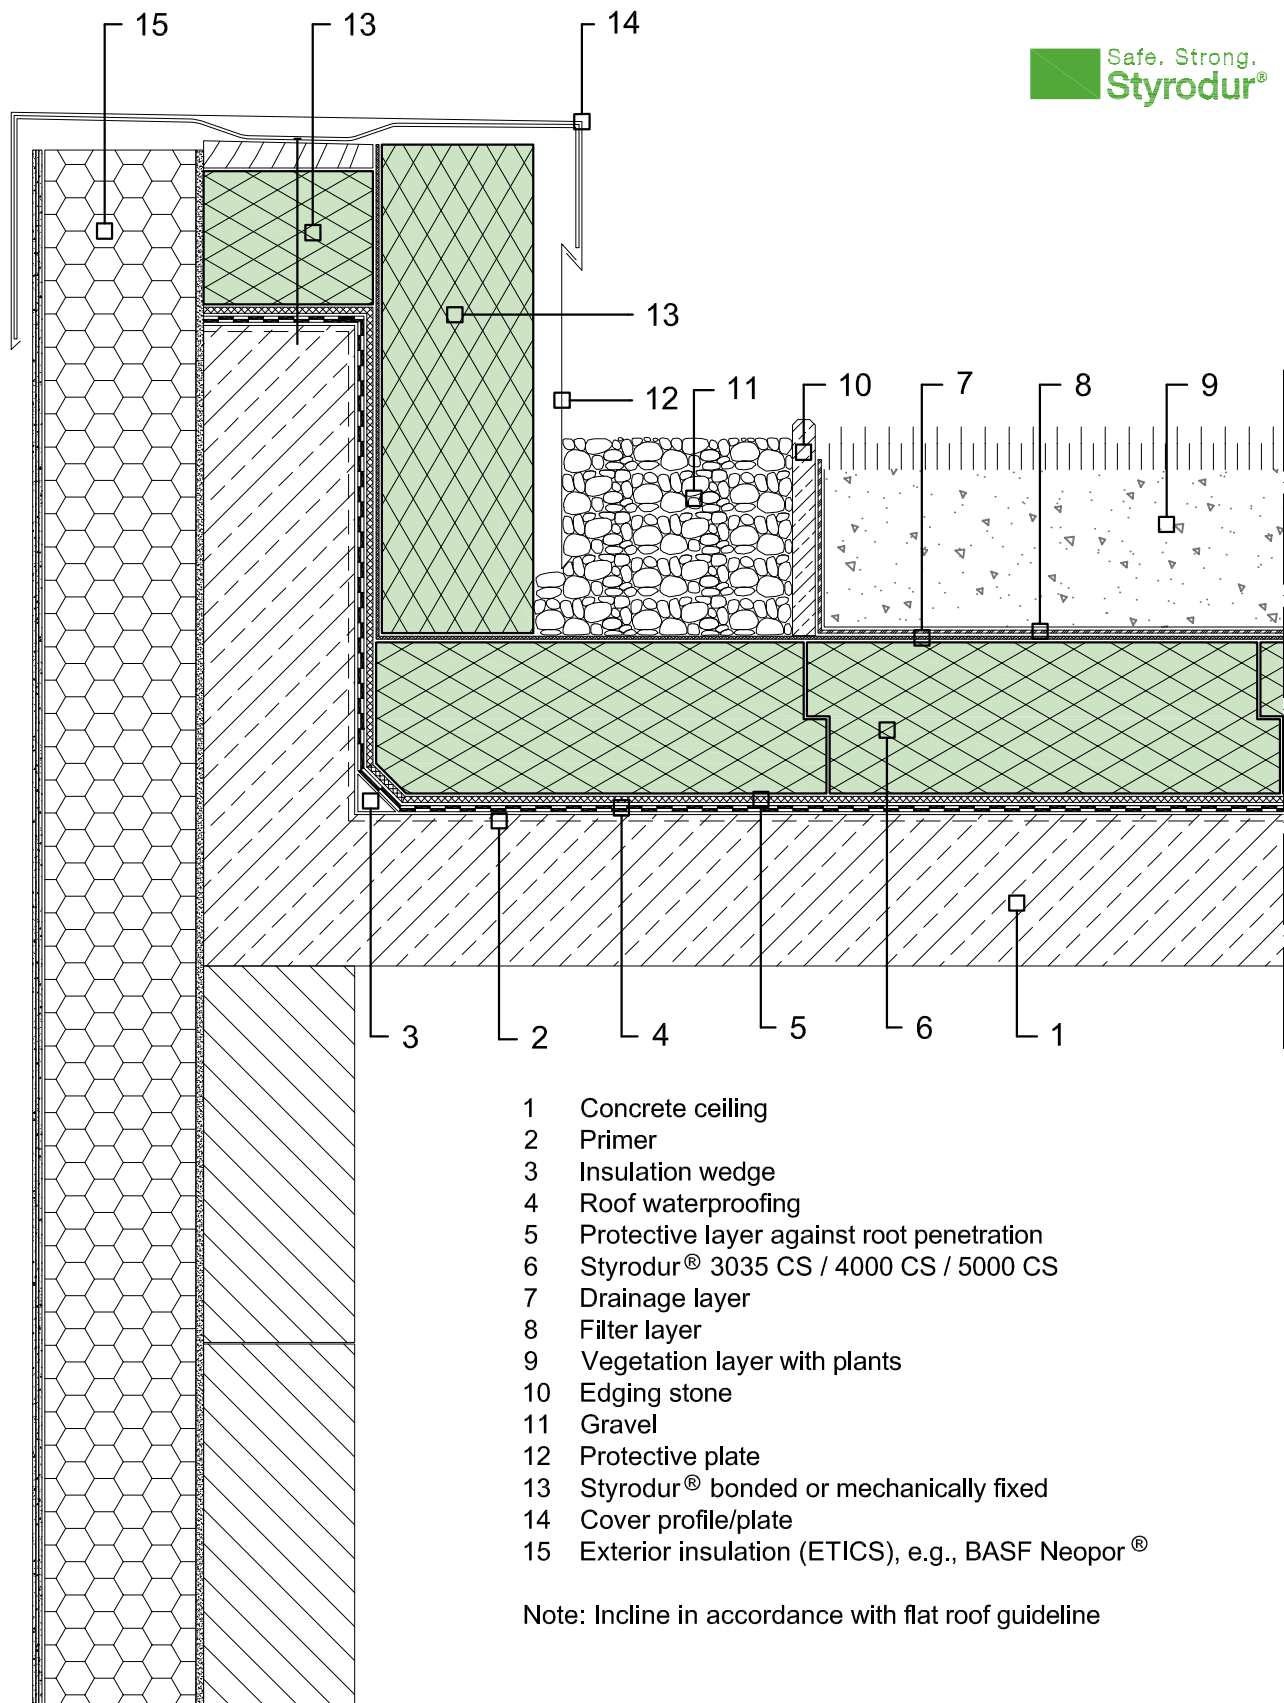 15
13
14
Safe. Strong.
Styrodur®
13
12
11
10
7
8
9
3
2
4
5
6
1
1 Concrete ceiling
2 Primer
3 Insulation wedge
4 Roof waterproofing
5 Protective layer against root penetration
6 Styrodur® 3035 CS / 4000 CS / 5000 CS
7 Drainage layer
8 Filter layer
9 Vegetation layer with plants
10 Edging stone
11 Gravel
12 Protective plate
13 Styrodur® bonded or mechanically fixed
14 Cover profile/plate
15 Exterior insulation (ETICS), e.g., BASF Neopor®
Note: Incline in accordance with flat roof guideline